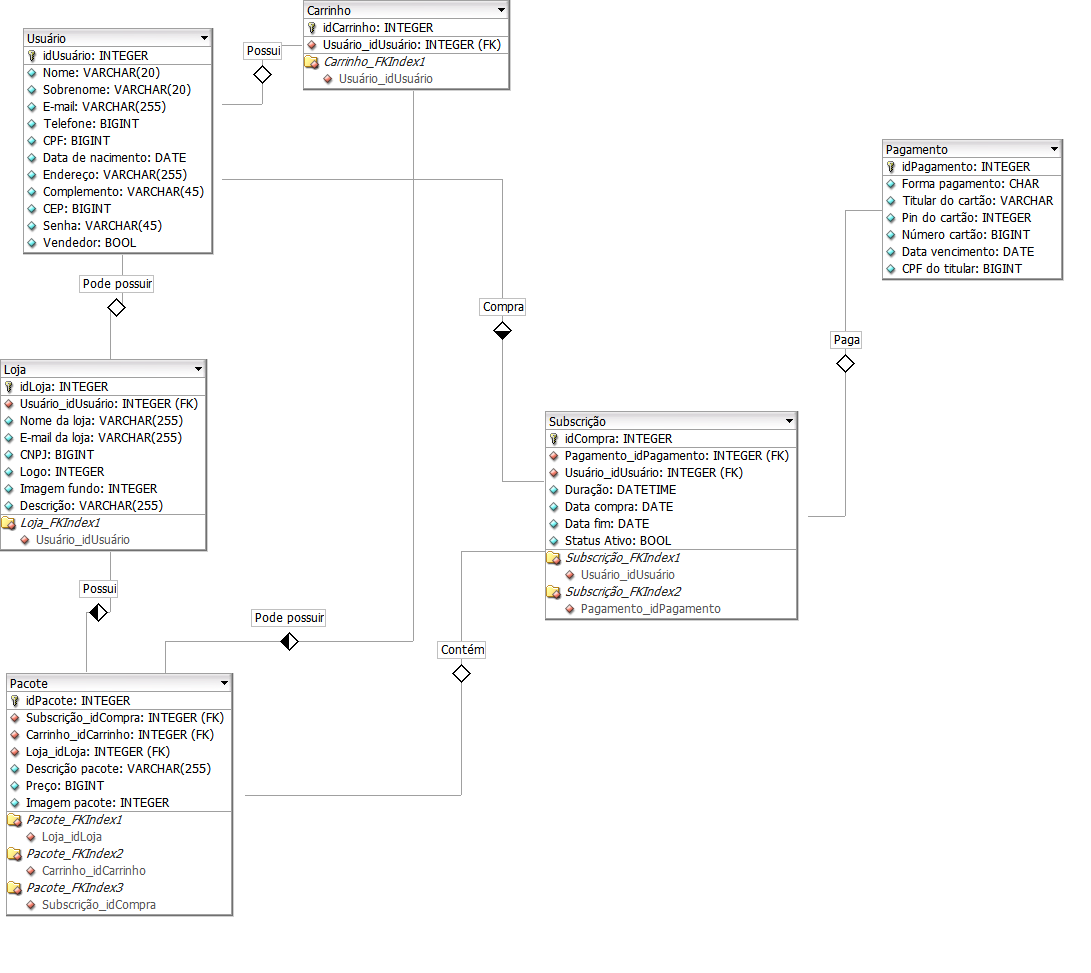 Carrinho
idCarrinho: INTEGER
Usuário_idUsuário: INTEGER (FK)
Carrinho_FKIndex1
Usuário_idUsuário
Usuário
idUsuário: INTEGER
Nome: VARCHAR(20)
Sobrenome: VARCHAR(20)
E-mail: VARCHAR(255)
Telefone: BIGINT
CPF: BIGINT
Data de nacimento: DATE
Endereço: VARCHAR(255)
Complemento: VARCHAR(45)
CEP: BIGINT
Senha: VARCHAR(45)
Vendedor: BOOL
Possui
Pagamento
idPagamento: INTEGER
Forma pagamento: CHAR
Titular do cartão: VARCHAR
Pin do cartão: INTEGER
Número cartão: BIGINT
Data vencimento: DATE
CPF do titular: BIGINT
Pode possuir
Compra
Paga
Loja
idLoja: INTEGER
Usuário_idUsuário: INTEGER (FK)
Nome da loja: VARCHAR(255)
E-mail da loja: VARCHAR(255)
CNPJ: BIGINT
Logo: INTEGER
Imagem fundo: INTEGER
Descrição: VARCHAR(255)
Loja_FKIndex1
Usuário_idUsuário
Subscrição
idCompra: INTEGER
Pagamento_idPagamento: INTEGER (FK)
Usuário_idUsuário: INTEGER (FK)
Duração: DATETIME
Data compra: DATE
Data fim: DATE
Status Ativo: BOOL
Subscrição_FKIndex1
Usuário_idUsuário
Subscrição_FKIndex2
Pagamento_idPagamento
Possui
Pode possuir
Contém
Pacote
idPacote: INTEGER
Subscrição_idCompra: INTEGER (FK)
Carrinho_idCarrinho: INTEGER (FK)
Loja_idLoja: INTEGER (FK)
Descrição pacote: VARCHAR(255)
Preço: BIGINT
Imagem pacote: INTEGER
Pacote_FKIndex1
Loja_idLoja
Pacote_FKIndex2
Carrinho_idCarrinho
Pacote_FKIndex3
Subscrição_idCompra